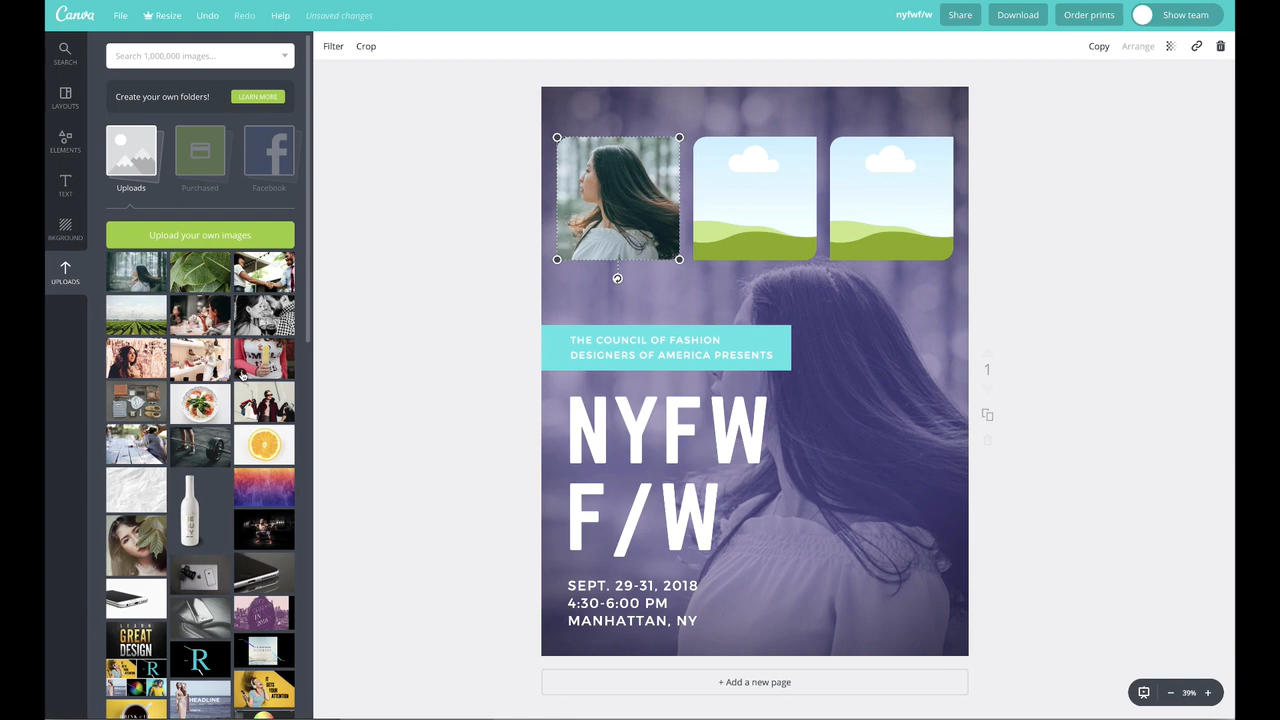 Canva
File
Resize
Undo
Redo
Help
Unsaved changes
nyfwf/w
Share
Download
Order prints
Show team
SEARCH
LAYOUTS
ELEMENTS
TEXT
BKGROUND
UPLOADS
Search 1,000,000 images...
Create your own folders!
LEARN MORE
Uploads
Purchased
Facebook
Upload your own images
GREAT
DESIGN
R
HEADLINE
Filter
Crop
Copy
Arrange
THE COUNCIL OF FASHION
DESIGNERS OF AMERICA PRESENTS
NYFW
F/W
SEPT. 29-31, 2018
4:30-6:00 PM
MANHATTAN, NY
1
+ Add a new page
39%